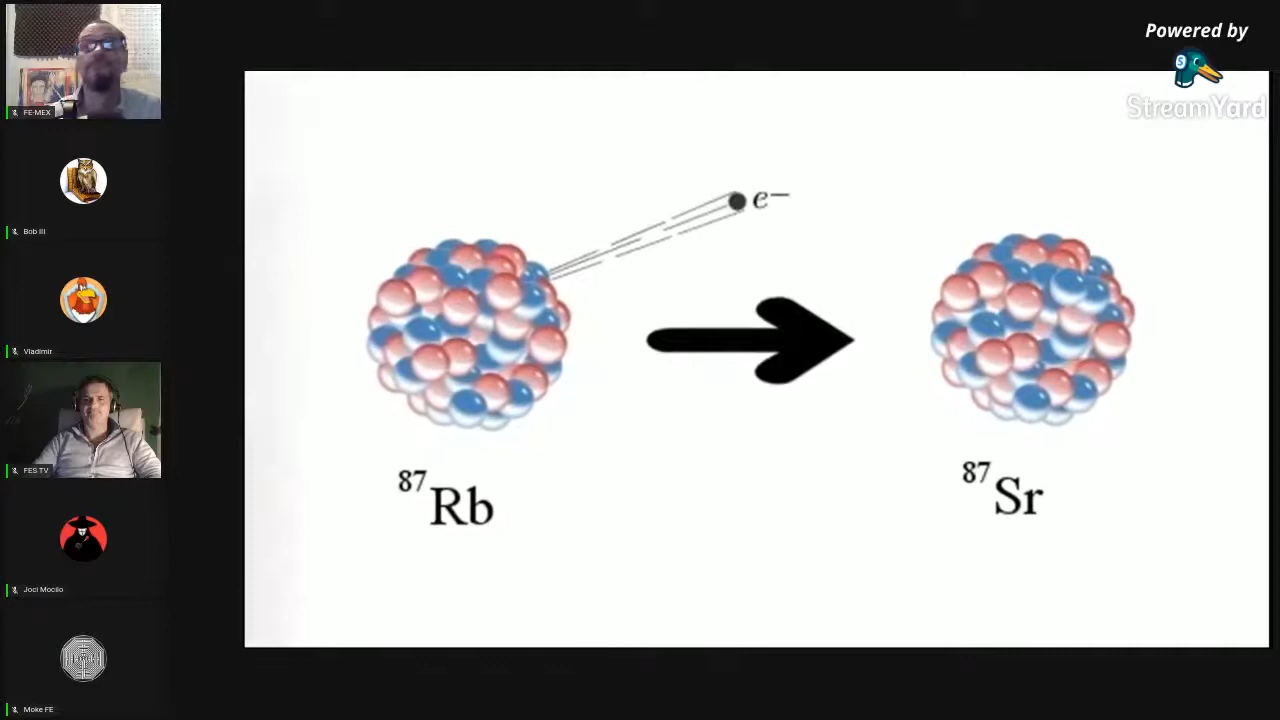 Powered by
StreamYard
FE-MEX
Bob III
Vladimir
FES TV
Joci Mocilo
Moke FE
e−
87Rb
87Sr